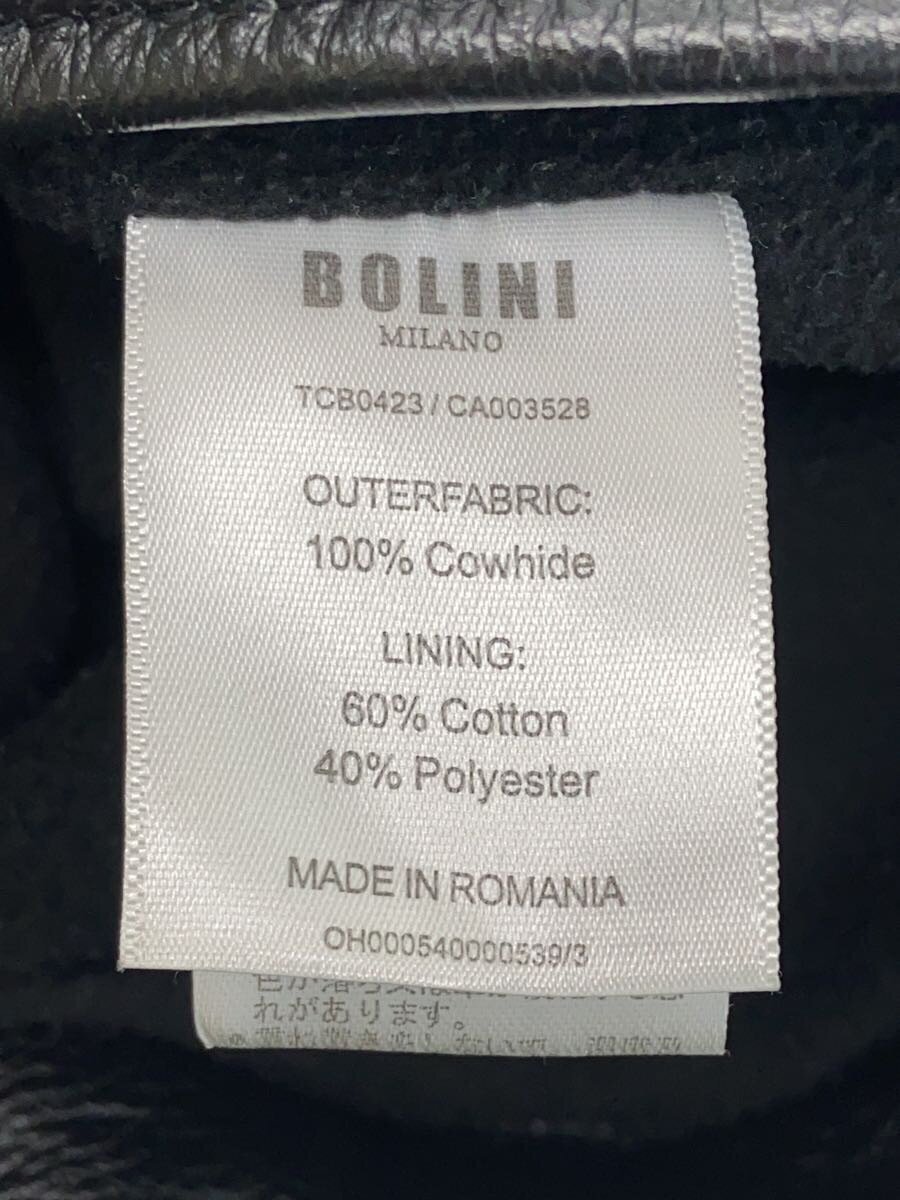 BOLINI
MILANO
TCB0423 / CA003528
OUTERFABRIC:
100% Cowhide
LINING:
60% Cotton
40% Polyester
MADE IN ROMANIA
OH000540000539/3
れがあります。